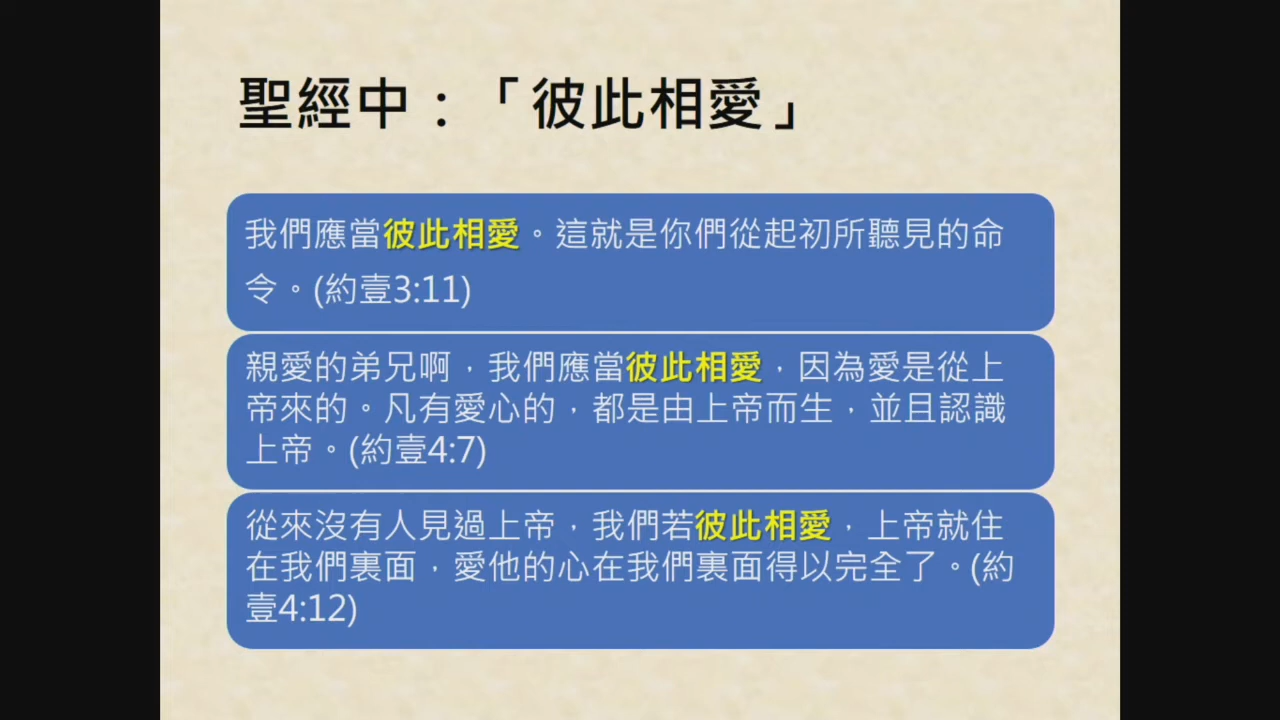 聖經中：「彼此相愛」
我們應當彼此相愛。這就是你們從起初所聽見的命
令。(約壹3:11)
親愛的弟兄啊，我們應當彼此相愛，因為愛是從上
帝來的。凡有愛心的，都是由上帝而生，並且認識
上帝。(約壹4:7)
從來沒有人見過上帝，我們若彼此相愛，上帝就住
在我們裏面，愛他的心在我們裏面得以完全了。(約
壹4:12)